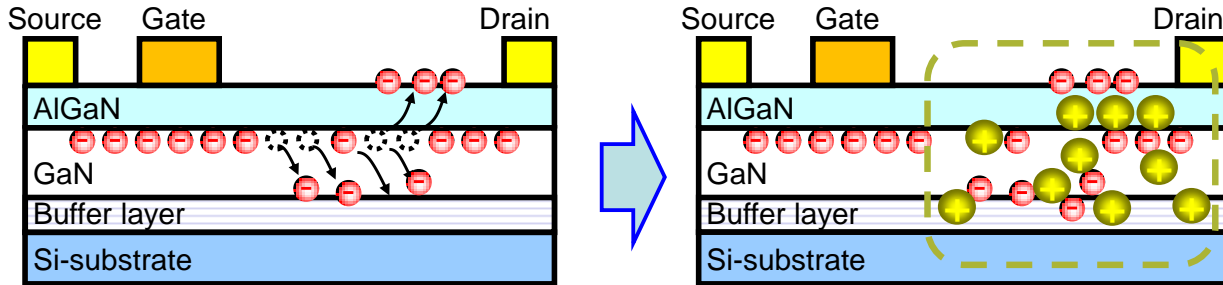 Source Gate Drain
AlGaN
GaN
Buffer layer
Si-substrate
Source Gate Drain
AlGaN
GaN
Buffer layer
Si-substrate